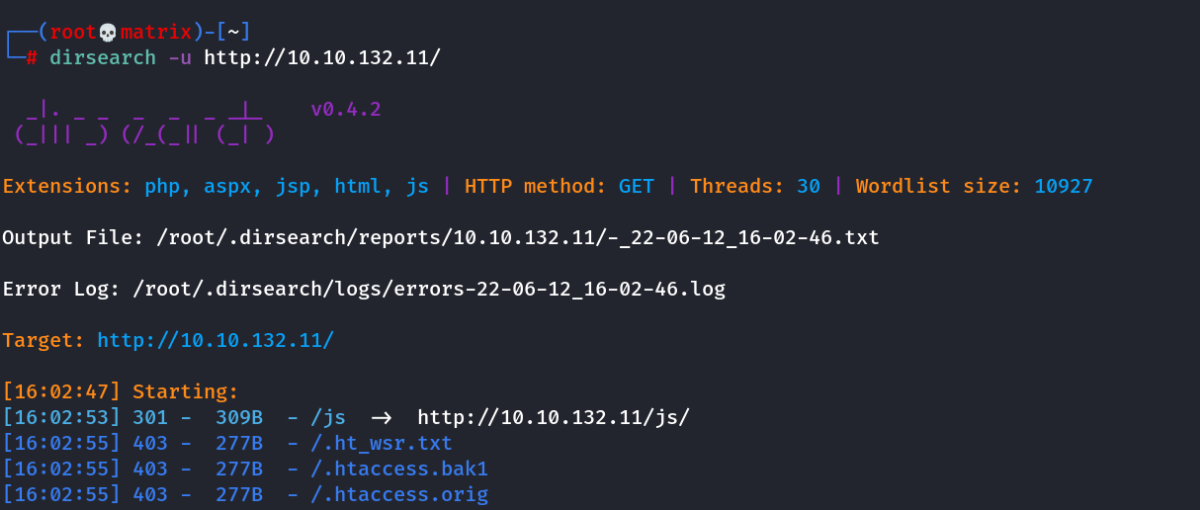 ┌──(root💀matrix)-[~]
└─# dirsearch -u http://10.10.132.11/
  _|. _ _  _  _  _ _|_    v0.4.2
 (_||| _) (/_(_|| (_| )
Extensions: php, aspx, jsp, html, js | HTTP method: GET | Threads: 30 | Wordlist size: 10927
Output File: /root/.dirsearch/reports/10.10.132.11/-_22-06-12_16-02-46.txt
Error Log: /root/.dirsearch/logs/errors-22-06-12_16-02-46.log
Target: http://10.10.132.11/
[16:02:47] Starting:
[16:02:53] 301 -  309B  - /js  ->  http://10.10.132.11/js/
[16:02:55] 403 -  277B  - /.ht_wsr.txt
[16:02:55] 403 -  277B  - /.htaccess.bak1
[16:02:55] 403 -  277B  - /.htaccess.orig